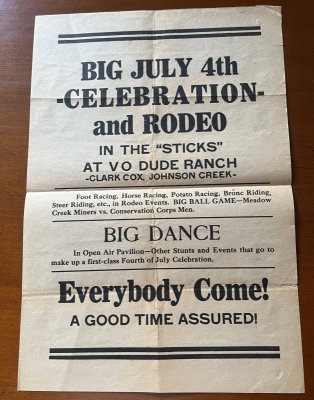 BIG JULY 4th
-CELEBRATION-
and RODEO
IN THE "STICKS"
AT V O DUDE RANCH
-CLARK COX, JOHNSON CREEK-
Foot Racing, Horse Racing, Potato Racing, Bronc Riding,
Steer Riding, etc., in Rodeo Events. BIG BALL GAME—Meadow
Creek Miners vs. Conservation Corps Men.
BIG DANCE
In Open Air Pavilion—Other Stunts and Events that go to
make up a first-class Fourth of July Celebration.
Everybody Come!
A GOOD TIME ASSURED!